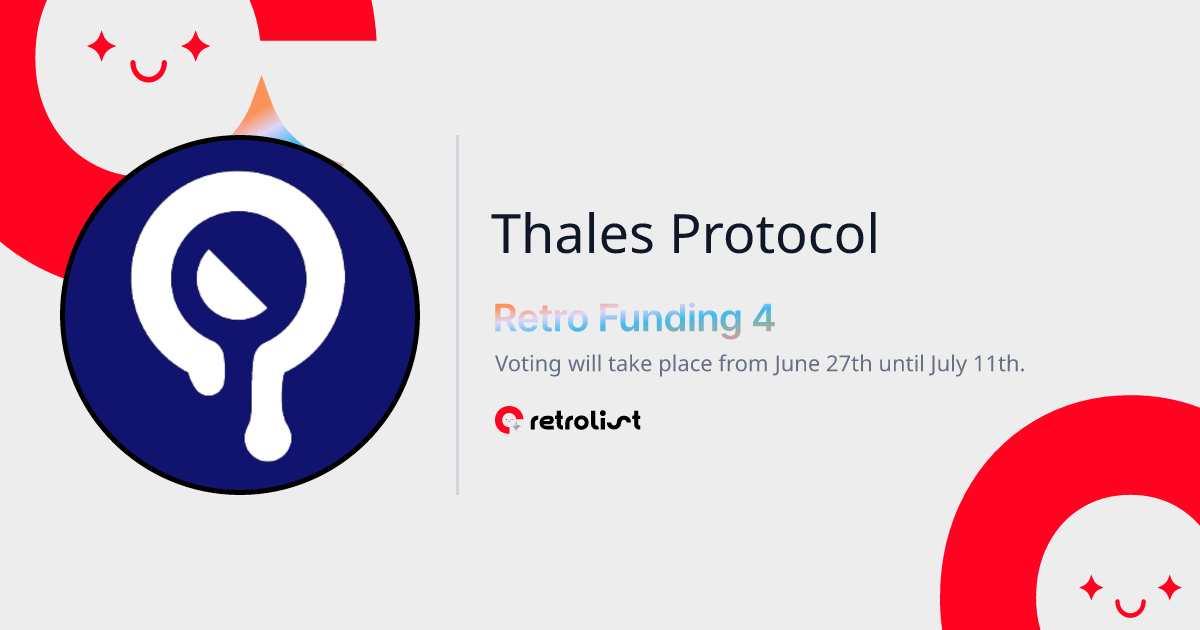 Thales Protocol
Retro Funding 4
Voting will take place from June 27th until July 11th.
retrolist